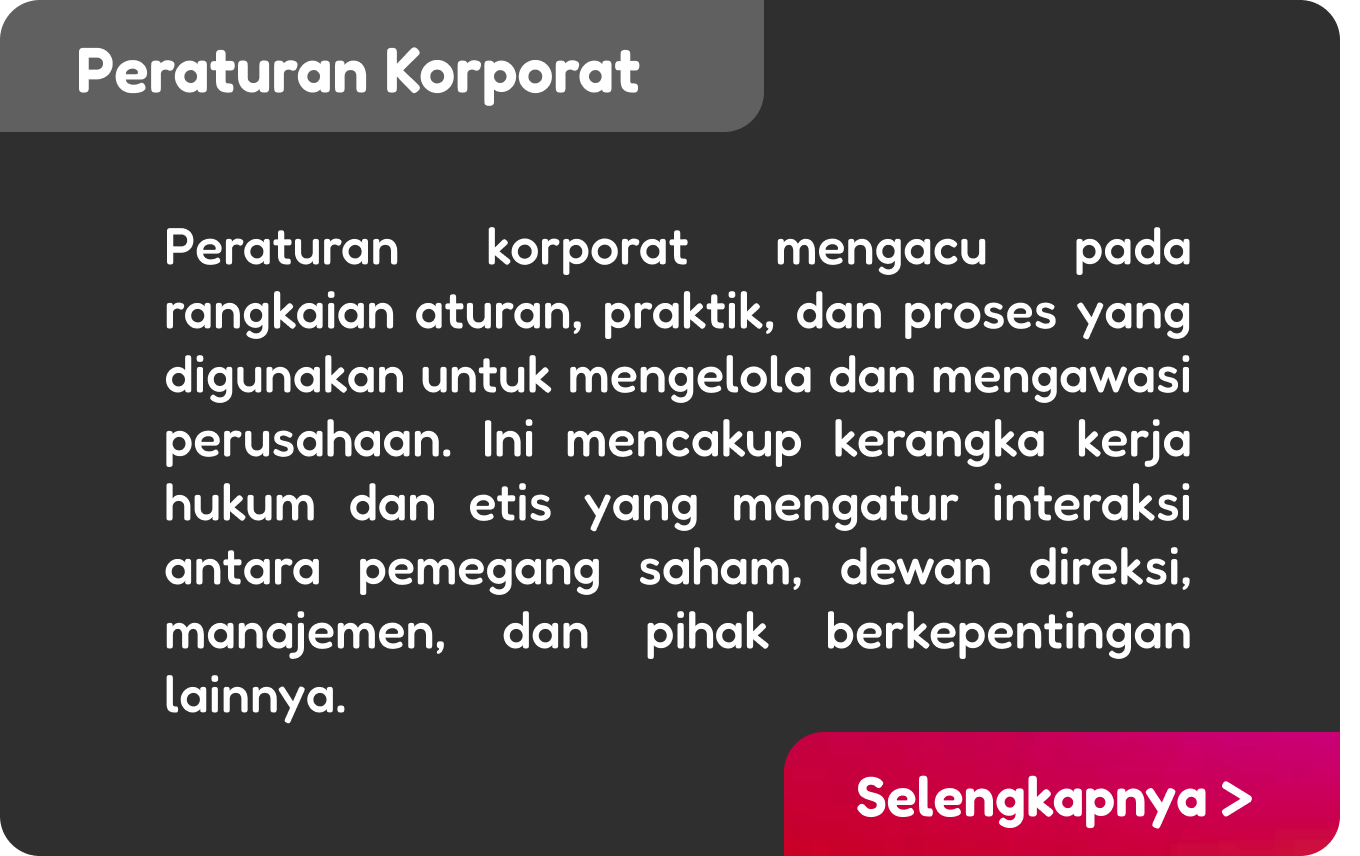 Peraturan Korporat
Peraturan korporat mengacu pada
rangkaian aturan, praktik, dan proses yang
digunakan untuk mengelola dan mengawasi
perusahaan. Ini mencakup kerangka kerja
hukum dan etis yang mengatur interaksi
antara pemegang saham, dewan direksi,
manajemen, dan pihak berkepentingan
lainnya.
Selengkapnya >